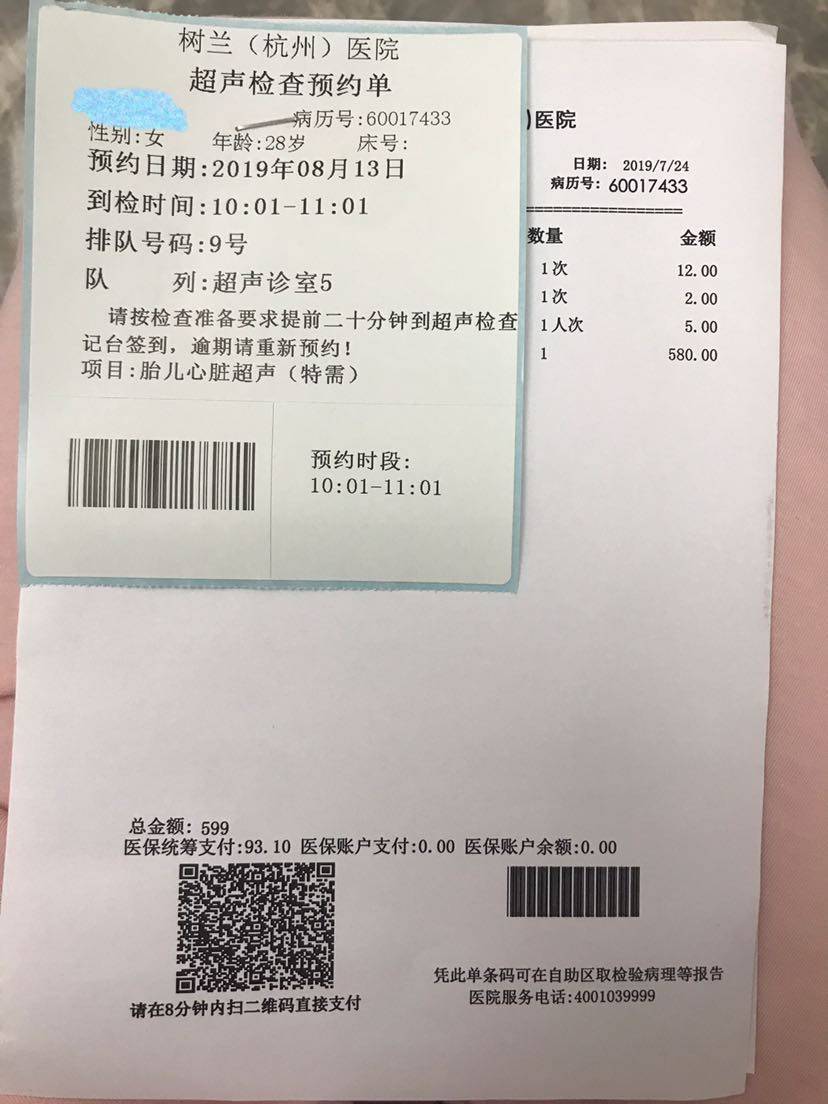 树兰（杭州）医院
超声检查预约单
病历号:60017433
性别:女 年龄:28岁 床号:
预约日期:2019年08月13日
到检时间:10:01-11:01
排队号码:9号
队 列:超声诊室5
请按检查准备要求提前二十分钟到超声检查
记台签到，逾期请重新预约！
项目:胎儿心脏超声（特需）
预约时段:
10:01-11:01
)医院
日期: 2019/7/24
病历号: 60017433
数量 金额
1次 12.00
1次 2.00
1人次 5.00
1 580.00
总金额: 599
医保统筹支付:93.10 医保账户支付:0.00 医保账户余额:0.00
请在8分钟内扫二维码直接支付
凭此单条码可在自助区取检验病理等报告
医院服务电话:4001039999